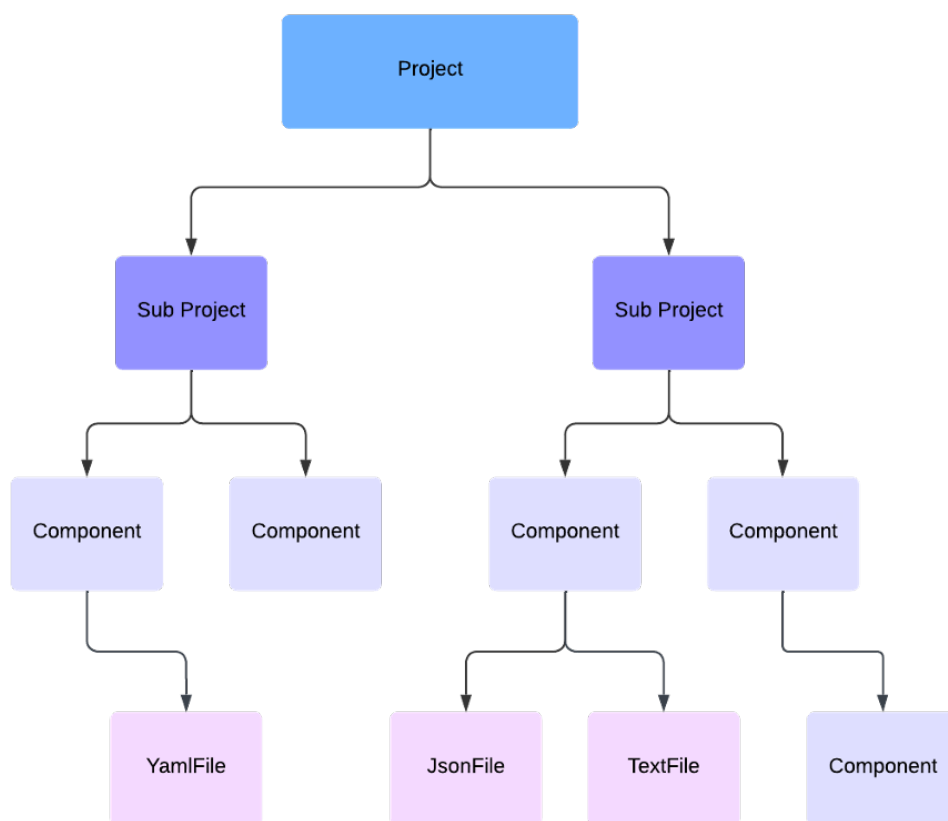 Project
Sub Project
Sub Project
Component
Component
Component
Component
YamlFile
JsonFile
TextFile
Component